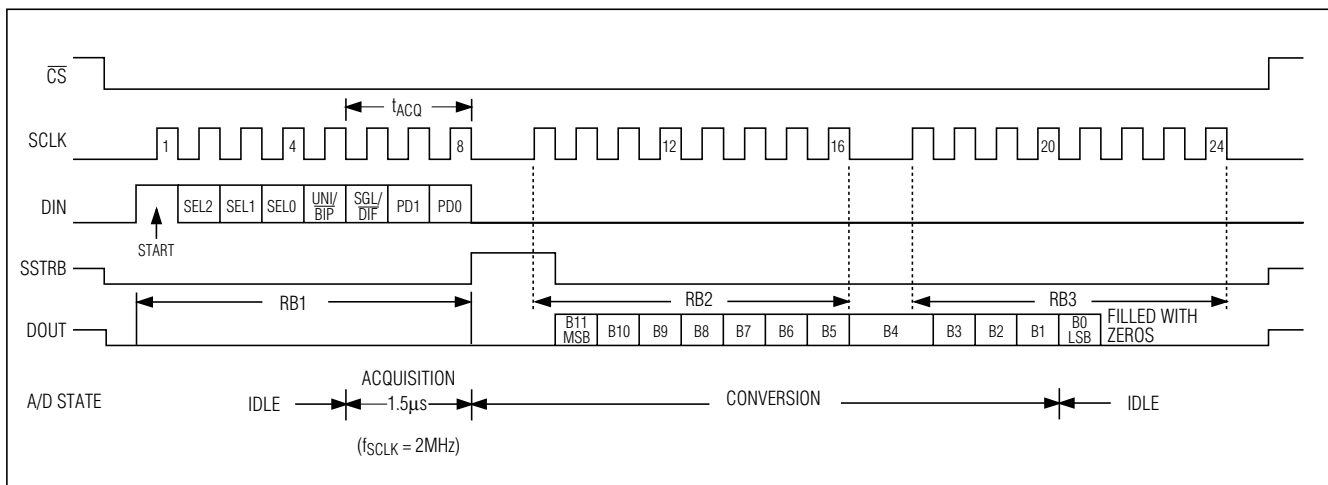 CS
tACQ
SCLK 1 4 8 12 16 20 24
DIN SEL2 SEL1 SEL0 UNI/ BIP SGL/ DIF PD1 PD0
START
SSTRB
RB1 RB2 RB3
DOUT B11 MSB B10 B9 B8 B7 B6 B5 B4 B3 B2 B1 B0 LSB FILLED WITH ZEROS
A/D STATE IDLE ACQUISITION 1.5µs CONVERSION IDLE
(fSCLK = 2MHz)